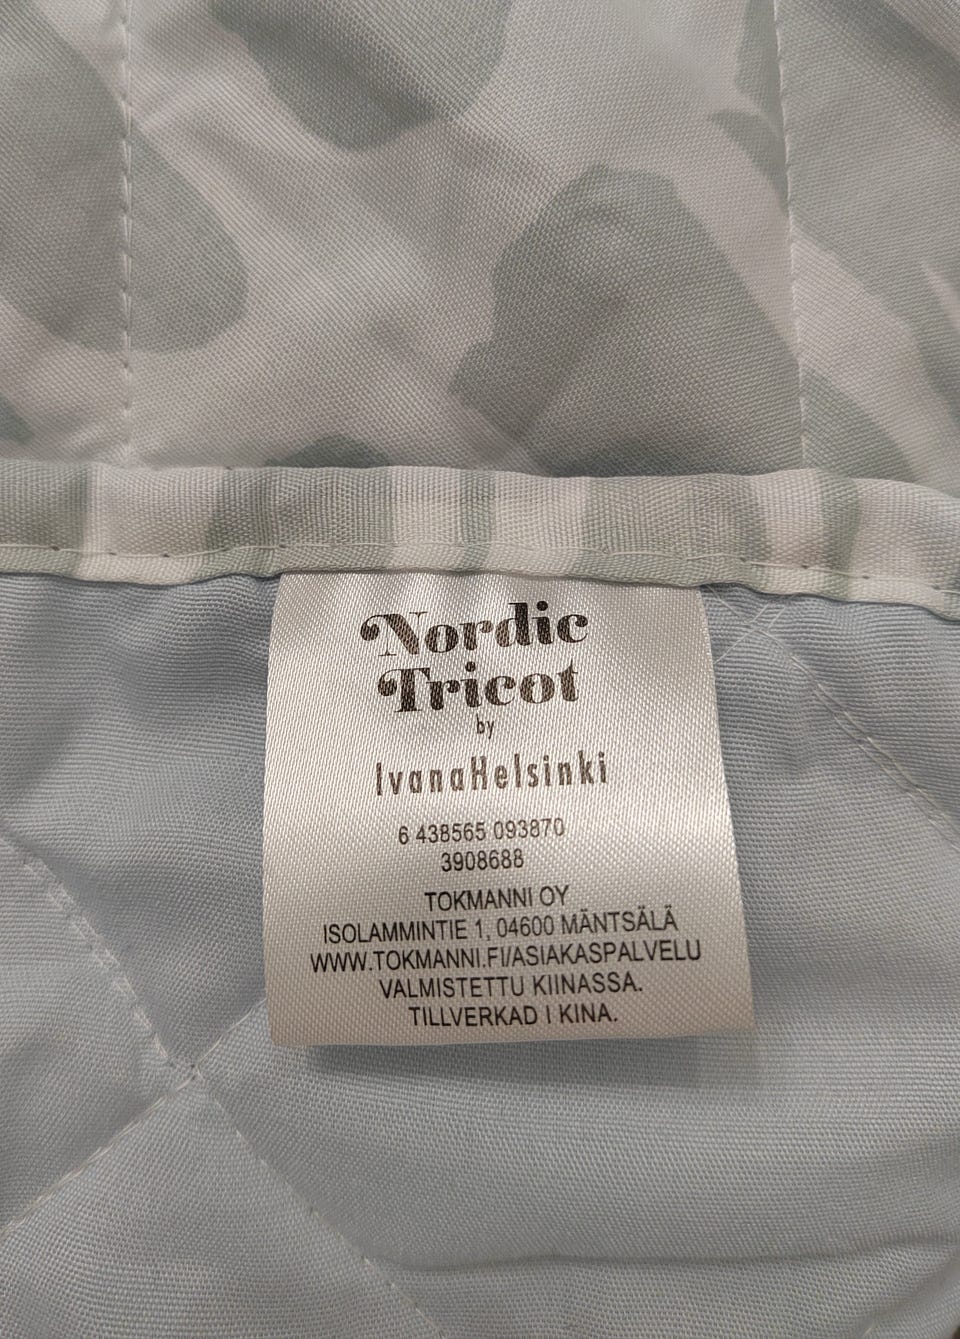 Nordic
Tricot
by
IvanaHelsinki
6 438565 093870
3908688
TOKMANNI OY
ISOLAMMINTIE 1, 04600 MÄNTSÄLÄ
WWW.TOKMANNI.FI/ASIAKASPALVELU
VALMISTETTU KIINASSA.
TILLVERKAD I KINA.